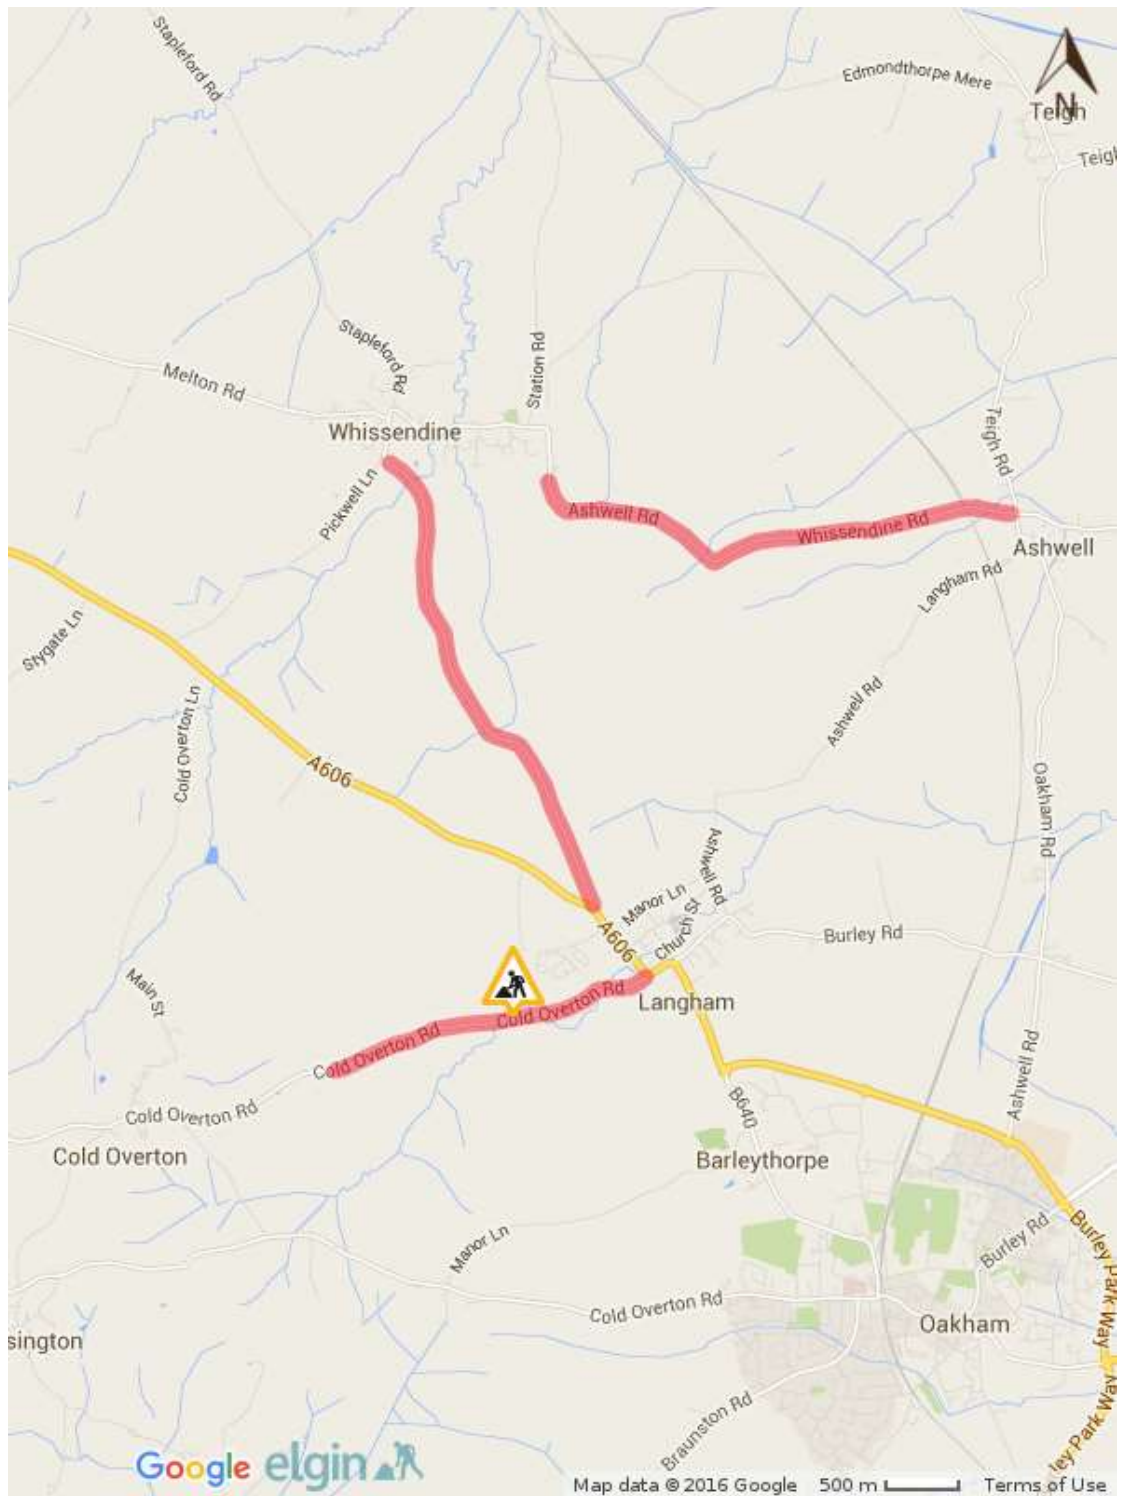 Stapleford Rd
Edmondthorpe Mere
N
Teigh
Teigh
Stapleford Rd
Station Rd
Melton Rd
Whissendine
Teigh Rd
Pickwell Ln
Ashwell Rd
Whissendine Rd
Ashwell
Langham Rd
Stygate Ln
Cold Overton Ln
Ashwell Rd
A606
Oakham Rd
Ashwell Rd
Manor Ln
Church St
A606
Burley Rd
Main St
Cold Overton Rd
Langham
Cold Overton Rd
Ashwell Rd
B640
Cold Overton Rd
Cold Overton
Barleythorpe
Manor Ln
Burley Rd
Burley Park Way
Cold Overton Rd
Oakham
sington
Braunston Rd
ley Park Way
Google elgin
Map data © 2016 Google 500 m Terms of Use